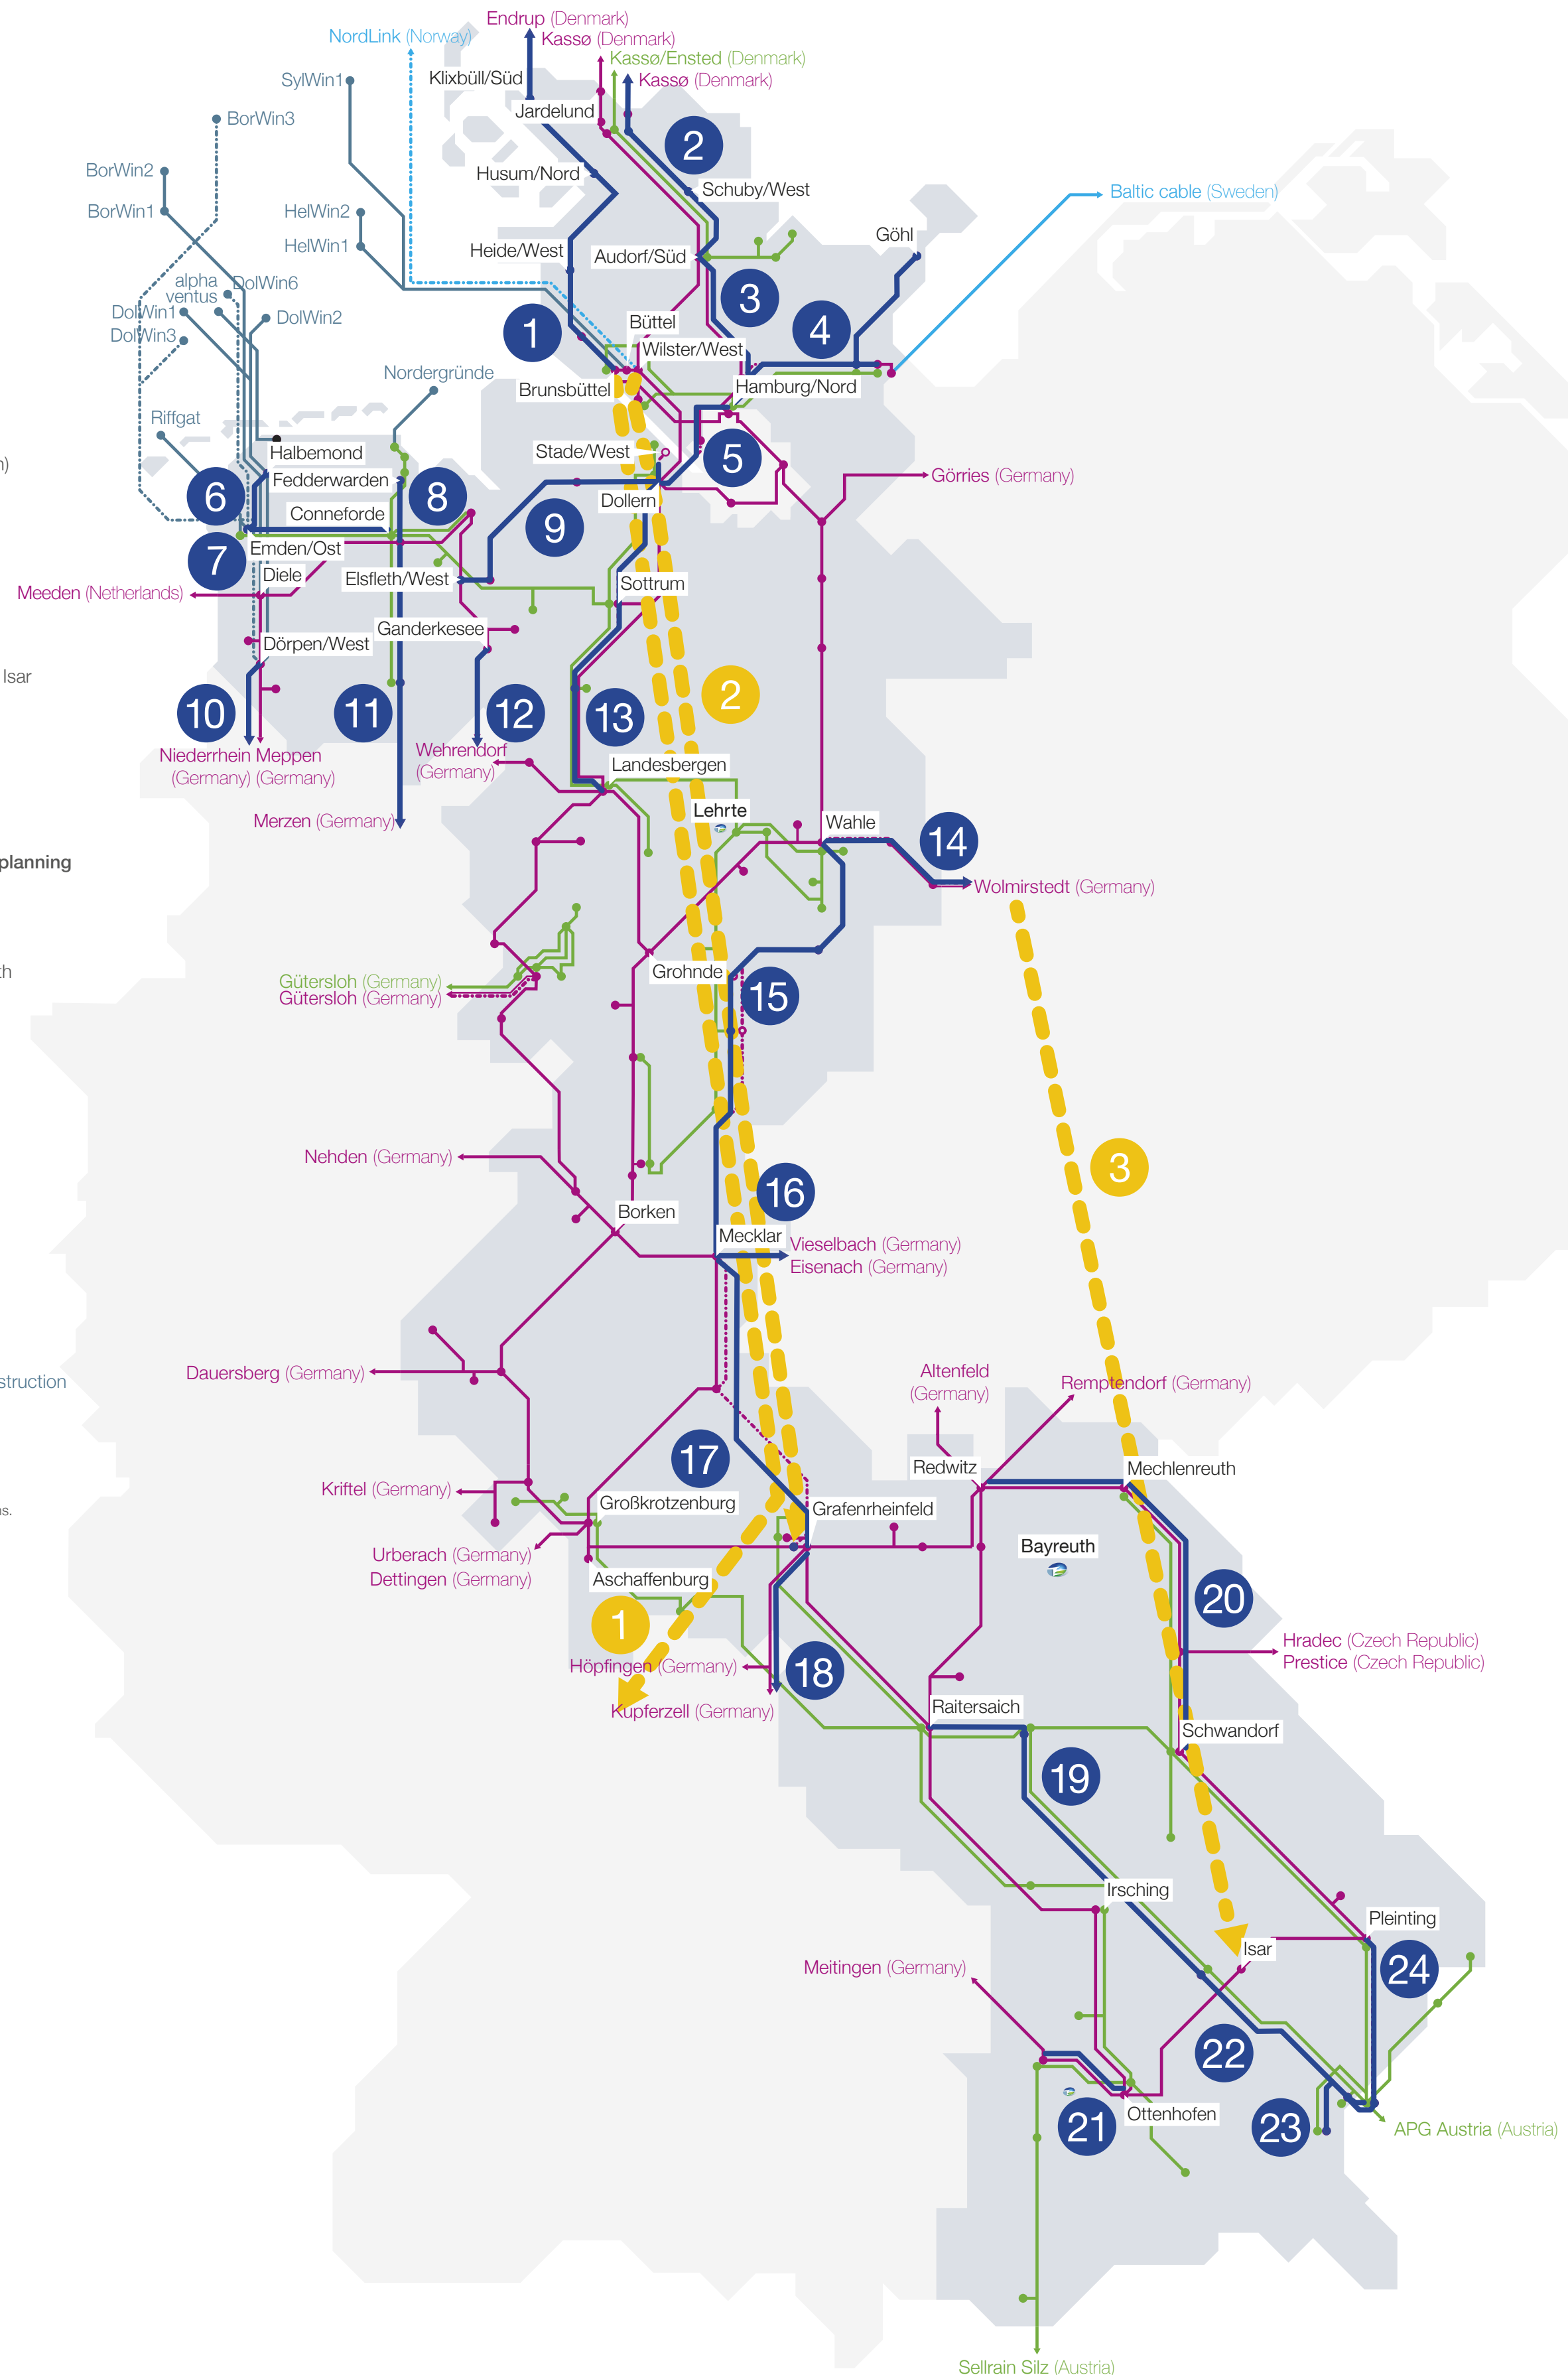 Endrup (Denmark)
NordLink (Norway)
Kassø (Denmark)
Kassø/Ensted (Denmark)
SylWin1
Klixbüll/Süd
Kassø (Denmark)
Jardelund
BorWin3
2
BorWin2
Husum/Nord
Schuby/West
Baltic cable (Sweden)
BorWin1
HelWin2
HelWin1
Heide/West
Audorf/Süd
Göhl
alpha
ventus
DolWin6
3
DolWin1
DolWin2
DolWin3
1
Büttel
4
Wilster/West
Nordergründe
Brunsbüttel
Hamburg/Nord
Riffgat
Stade/West
5
Halbemond
n)
Fedderwarden
Görries (Germany)
6
8
Dollern
Conneforde
9
7
Emden/Ost
Diele
Elsfleth/West
Sottrum
Meeden (Netherlands)
Ganderkesee
Dörpen/West
Isar
2
10
11
12
13
Niederrhein Meppen
(Germany) (Germany)
Wehrendorf
(Germany)
Landesbergen
Lehrte
Merzen (Germany)
Wahle
14
planning
Wolmirstedt (Germany)
th
Grohnde
Gütersloh (Germany)
Gütersloh (Germany)
15
Nehden (Germany)
3
16
Borken
Mecklar
Vieselbach (Germany)
Eisenach (Germany)
Dauersberg (Germany)
struction
Altenfeld
(Germany)
Remptendorf (Germany)
17
Redwitz
Mechlenreuth
Kriftel (Germany)
Großkrotzenburg
Grafenrheinfeld
ns.
Urberach (Germany)
Dettingen (Germany)
Bayreuth
Aschaffenburg
20
1
Hradec (Czech Republic)
Prestice (Czech Republic)
Höpfingen (Germany)
18
Kupferzell (Germany)
Raitersaich
Schwandorf
19
Irsching
Pleinting
Isar
Meitingen (Germany)
24
22
Ottenhofen
21
23
APG Austria (Austria)
Sellrain Silz (Austria)